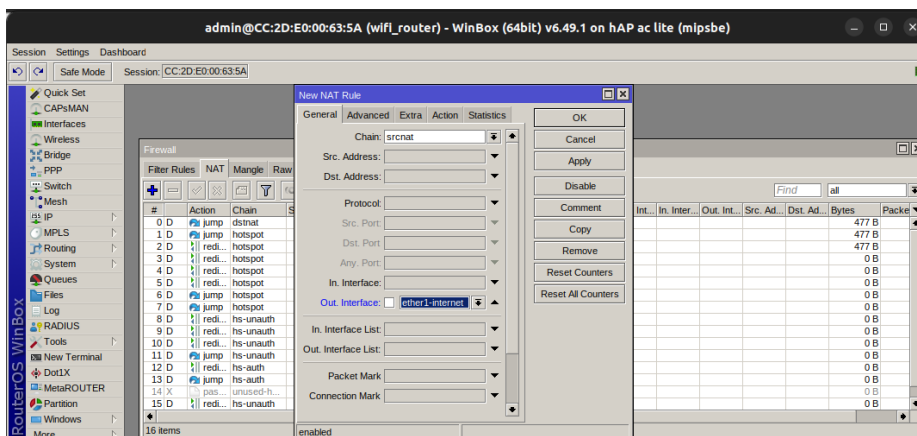 admin@CC:2D:E0:00:63:5A (wifi_router) - WinBox (64bit) v6.49.1 on hAP ac lite (mipsbe)
Session Settings Dashboard
Safe Mode Session: CC:2D:E0:00:63:5A
Quick Set
CAPsMAN
Interfaces
Wireless
Bridge
PPP
Switch
Mesh
IP
MPLS
Routing
System
Queues
Files
Log
RADIUS
Tools
New Terminal
Dot1X
MetaROUTER
Partition
Windows
More
RouterOS WinBox
Firewall
Filter Rules NAT Mangle Raw
Find all
# Action Chain S Int... In. Inter... Out. Int... Src. Ad... Dst. Ad... Bytes Packe
0 D jump dstnat 477 B
1 D jump hotspot 477 B
2 D redi... hotspot 477 B
3 D redi... hotspot 0 B
4 D redi... hotspot 0 B
5 D redi... hotspot 0 B
6 D jump hotspot 0 B
7 D jump hotspot 0 B
8 D redi... hs-unauth 0 B
9 D redi... hs-unauth 0 B
10 D redi... hs-unauth 0 B
11 D jump hs-unauth 0 B
12 D redi... hs-auth 0 B
13 D jump hs-auth 0 B
14 X pas... unused-h... 0 B
15 D redi... hs-unauth 0 B
16 items
New NAT Rule
General Advanced Extra Action Statistics
Chain: srcnat
Src. Address:
Dst. Address:
Protocol:
Src. Port:
Dst. Port
Any. Port:
In. Interface:
Out. Interface: ether1-internet
In. Interface List:
Out. Interface List:
Packet Mark
Connection Mark
enabled
OK
Cancel
Apply
Disable
Comment
Copy
Remove
Reset Counters
Reset All Counters